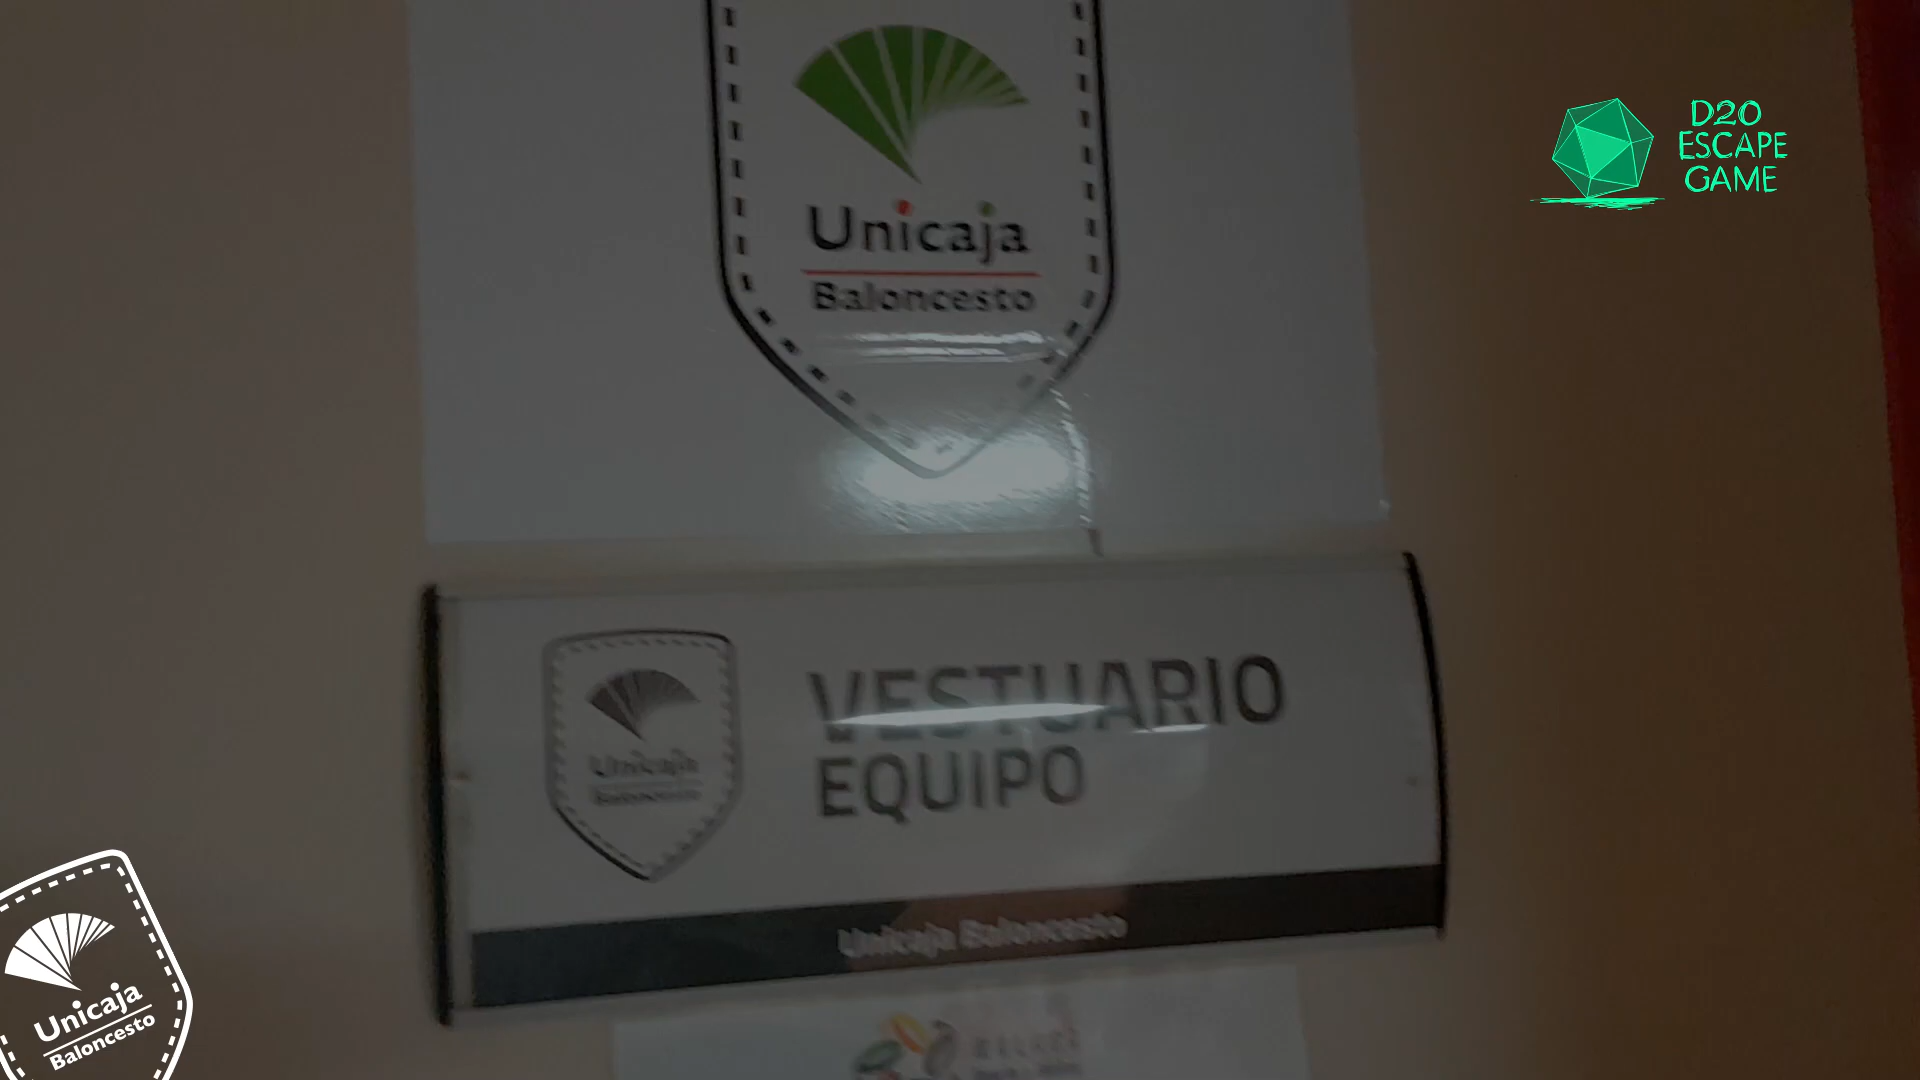 Unicaja
Baloncesto
D20
ESCAPE
GAME
VESTUARIO
EQUIPO
Unicaja
Baloncesto
Unicaja Baloncesto
Unicaja
Baloncesto